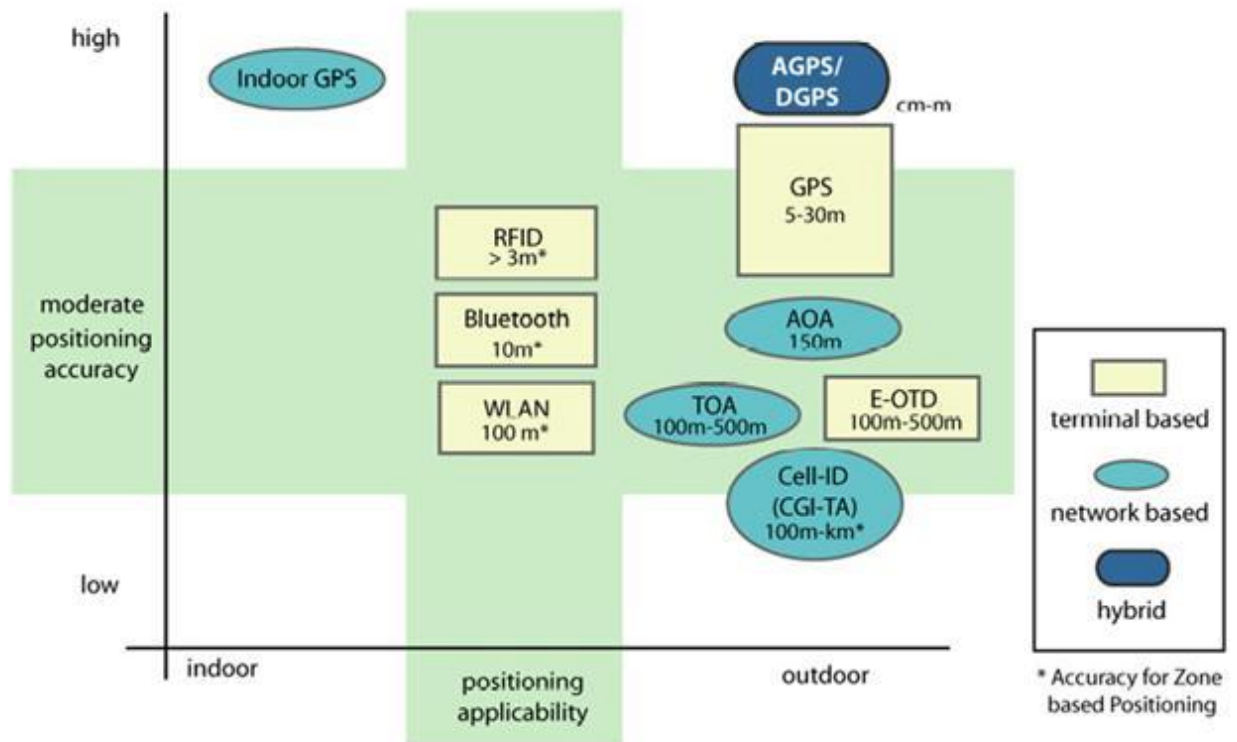 high
Indoor GPS
AGPS/
DGPS
cm-m
GPS
5-30m
RFID
> 3m*
moderate
positioning
accuracy
Bluetooth
10m*
AOA
150m
WLAN
100 m*
TOA
100m-500m
E-OTD
100m-500m
Cell-ID
(CGI-TA)
100m-km*
low
indoor
positioning
applicability
outdoor
terminal based
network based
hybrid
* Accuracy for Zone
based Positioning